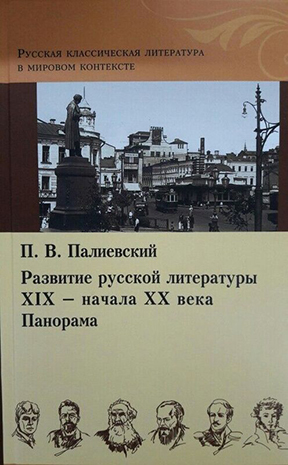 Русская классическая литература
в мировом контексте
П. В. Палиевский
Развитие русской литературы
XIX – начала XX века
Панорама